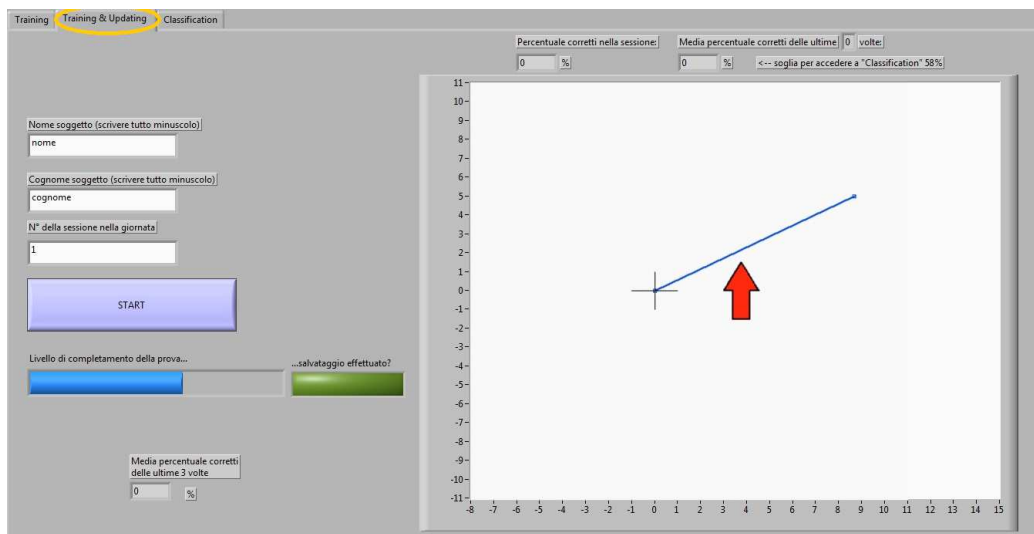 Training Training & Updating Classification
Percentuale corretti nella sessione: Media percentuale corretti delle ultime 0 volte:
0 % 0 % <-- soglia per accedere a "Classification" 58%
Nome soggetto (scrivere tutto minuscolo)
nome
Cognome soggetto (scrivere tutto minuscolo)
cognome
N° della sessione nella giornata
1
START
Livello di completamento della prova... ...salvataggio effettuato?
Media percentuale corretti
delle ultime 3 volte
0 %
11
10
9
8
7
6
5
4
3
2
1
0
-1
-2
-3
-4
-5
-6
-7
-8
-9
-10
-11
-8 -7 -6 -5 -4 -3 -2 -1 0 1 2 3 4 5 6 7 8 9 10 11 12 13 14 15